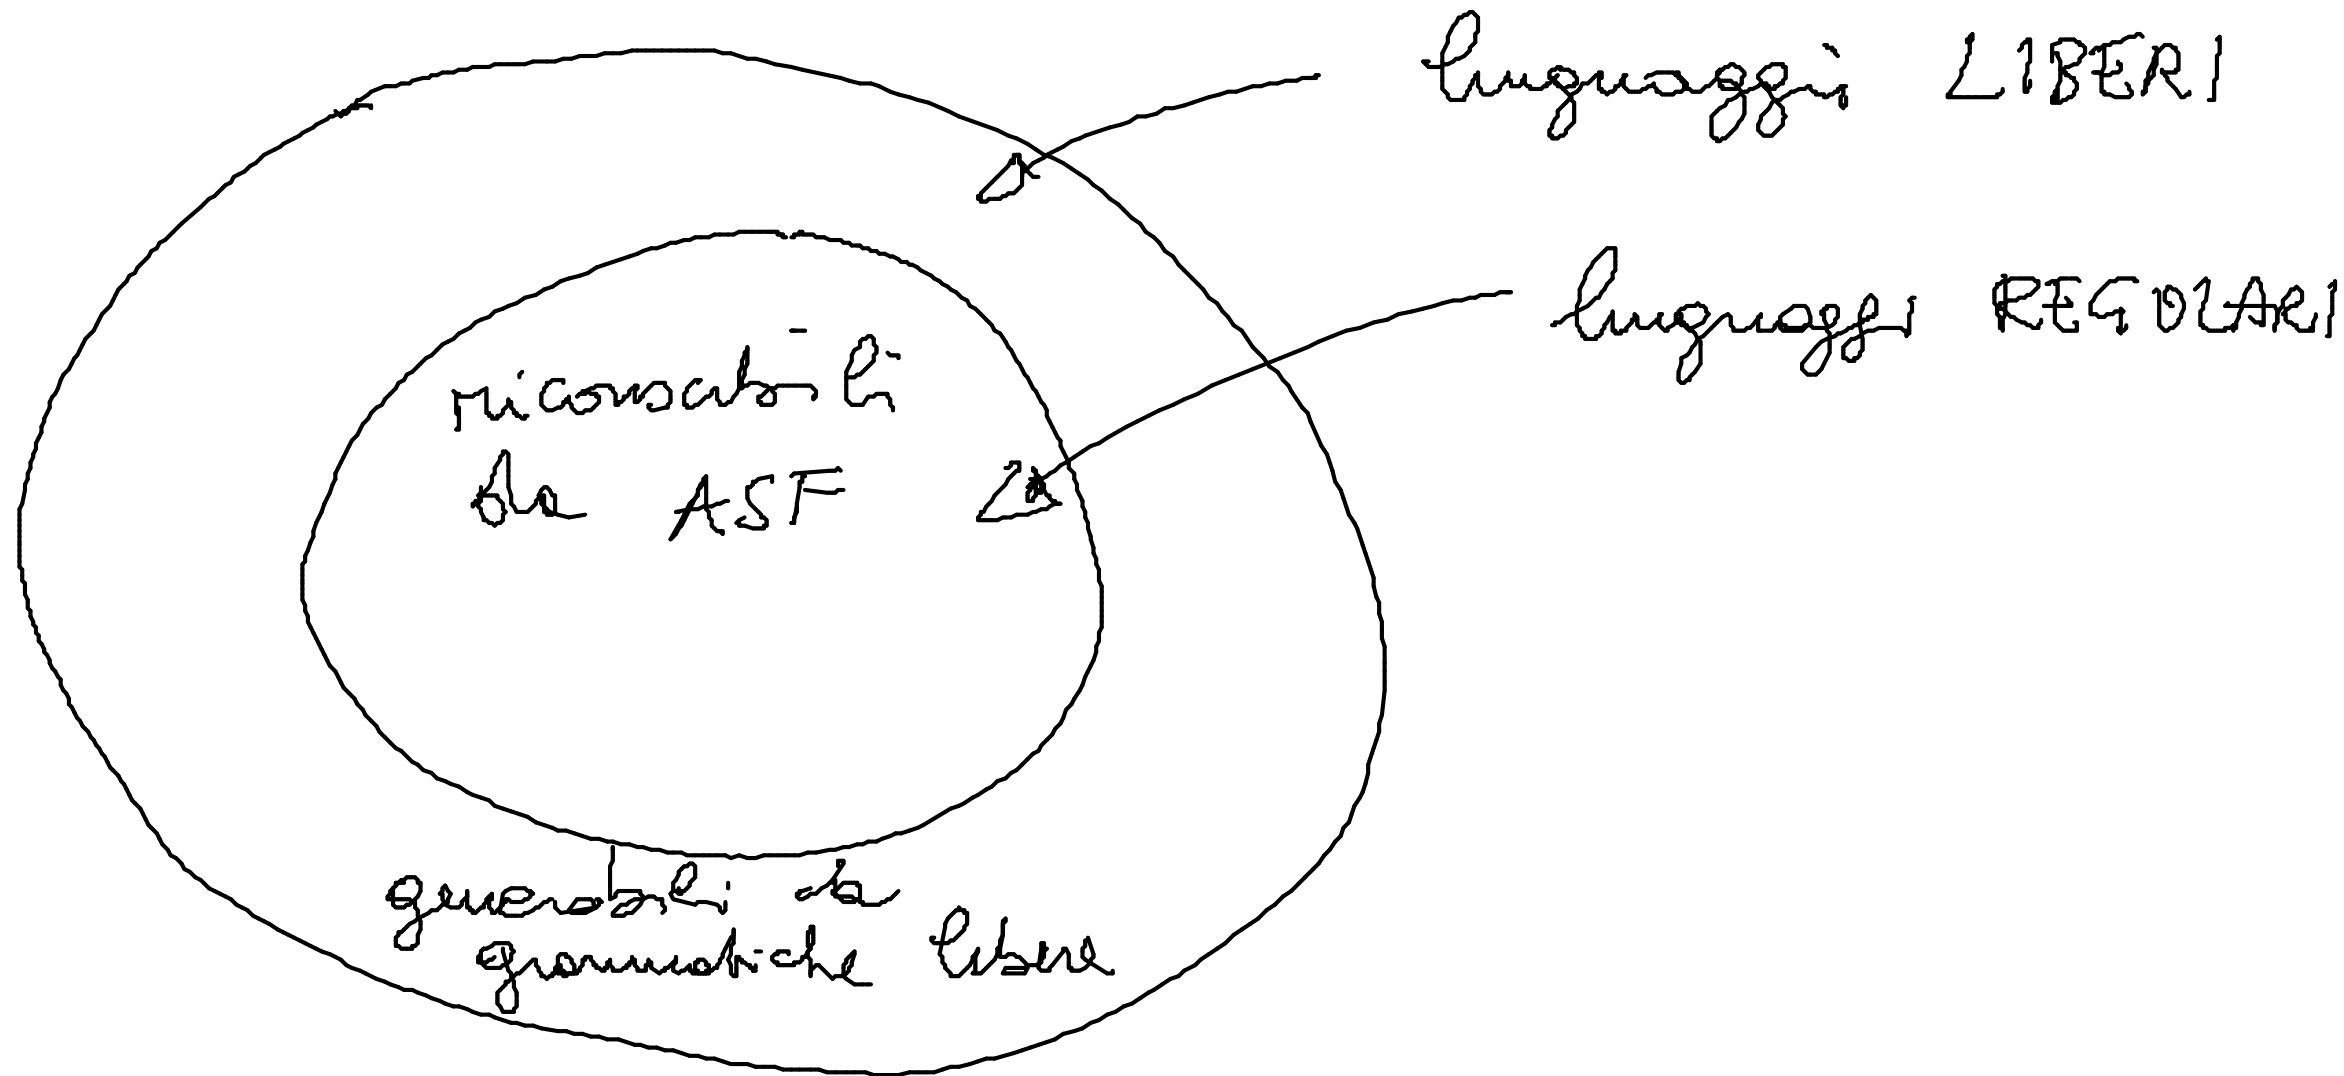 linguaggi LIBERI
linguaggi REGOLARI
riconoscibili
da ASF
generabili da
grammatiche libere